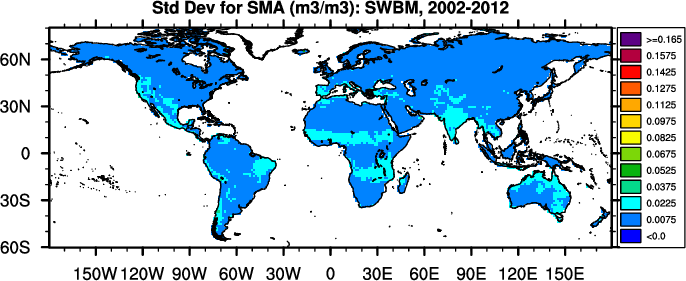 Std Dev for SMA (m3/m3): SWBM, 2002-2012
60N
30N
0
30S
60S
150W 120W 90W 60W 30W 0 30E 60E 90E 120E 150E
>=0.165
0.1575
0.1425
0.1275
0.1125
0.0975
0.0825
0.0675
0.0525
0.0375
0.0225
0.0075
<0.0